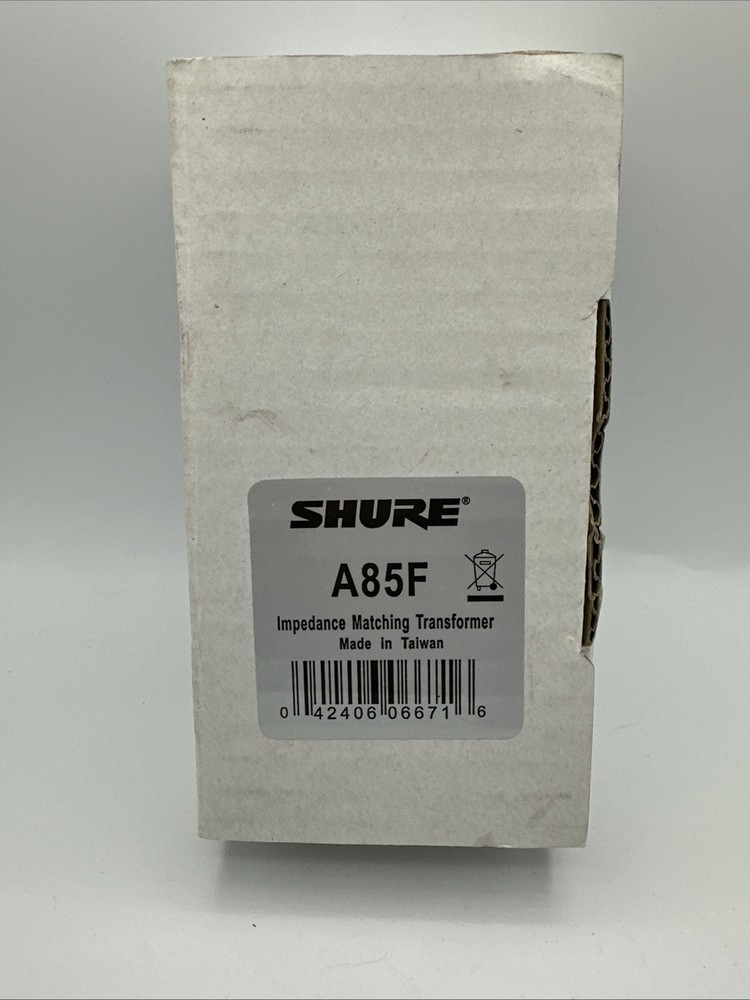 SHURE®
A85F
Impedance Matching Transformer
Made in Taiwan
0 42406 06671 6